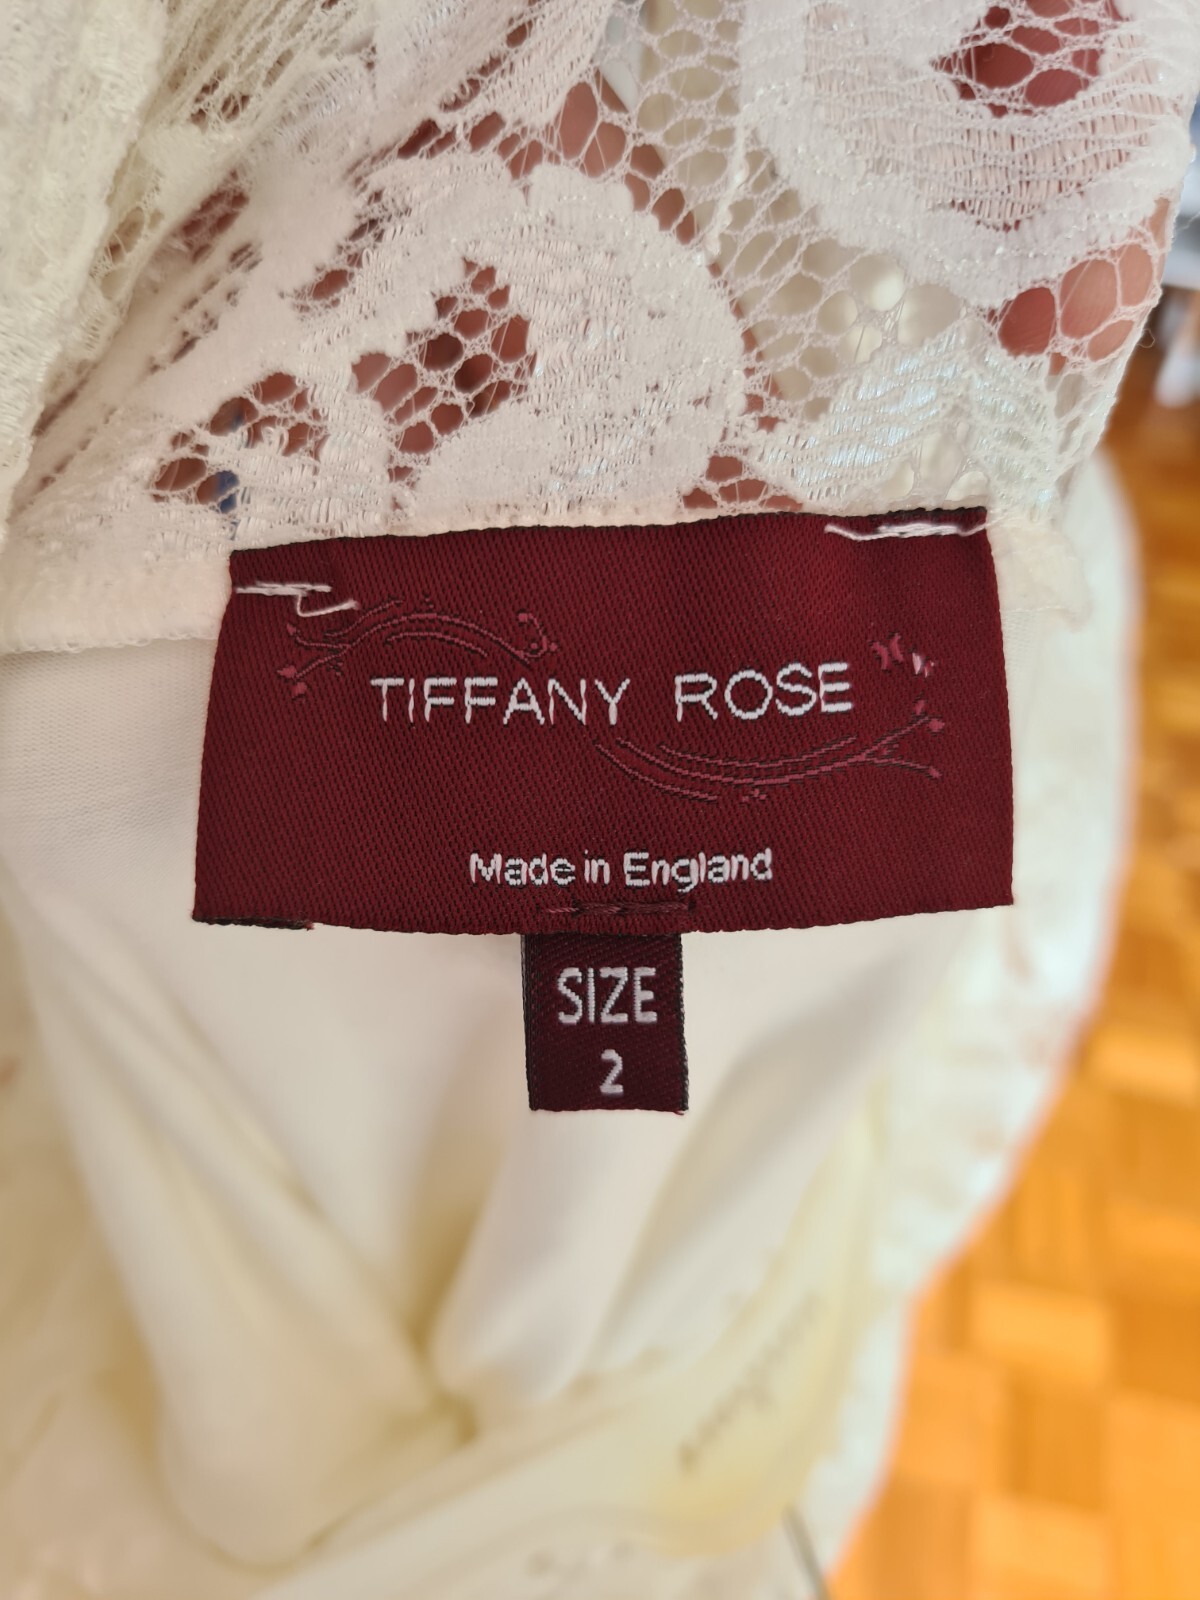 TIFFANY ROSE
Made in England
SIZE
2